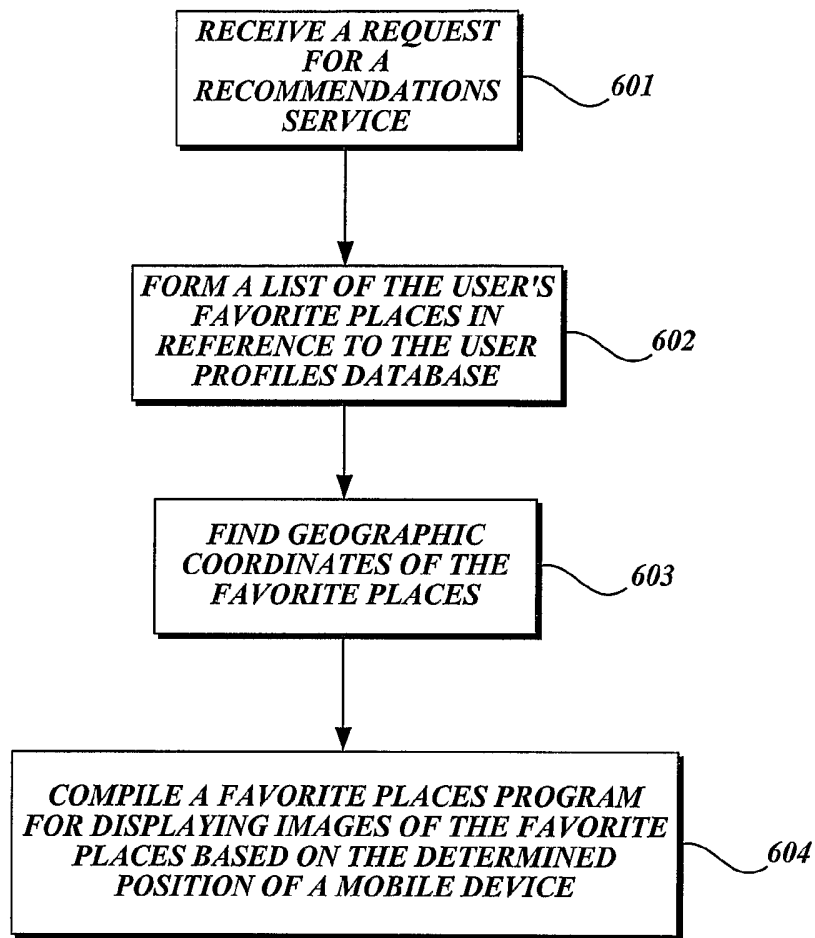 RECEIVE A REQUEST
FOR A
RECOMMENDATIONS
SERVICE
601
FORM A LIST OF THE USER'S
FAVORITE PLACES IN
REFERENCE TO THE USER
PROFILES DATABASE
602
FIND GEOGRAPHIC
COORDINATES OF THE
FAVORITE PLACES
603
COMPILE A FAVORITE PLACES PROGRAM
FOR DISPLAYING IMAGES OF THE FAVORITE
PLACES BASED ON THE DETERMINED
POSITION OF A MOBILE DEVICE
604